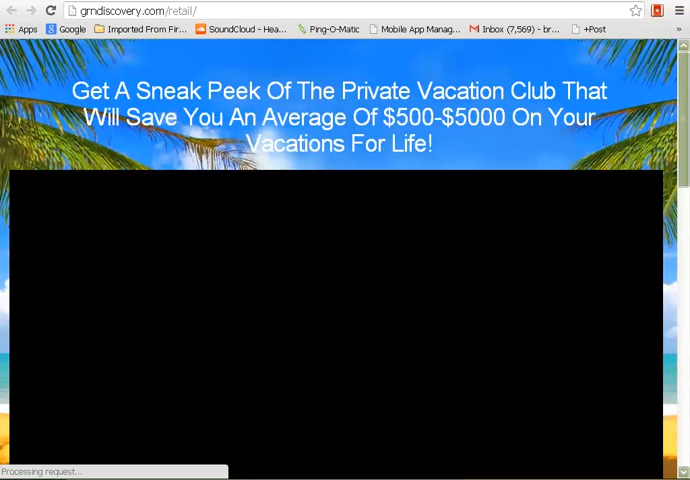 grndiscovery.com/retail/
Apps Google Imported From Fir... SoundCloud - Hea... Ping-O-Matic Mobile App Manag... Inbox (7,569) - br... +Post »
Get A Sneak Peek Of The Private Vacation Club That
Will Save You An Average Of $500-$5000 On Your
Vacations For Life!
Processing request...